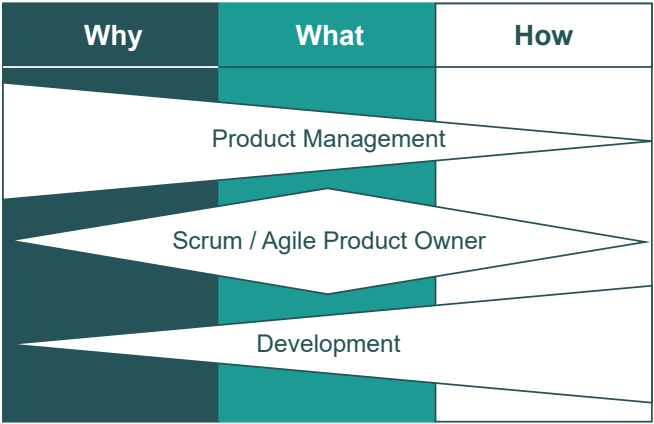 Why
What
How
Product Management
Scrum / Agile Product Owner
Development